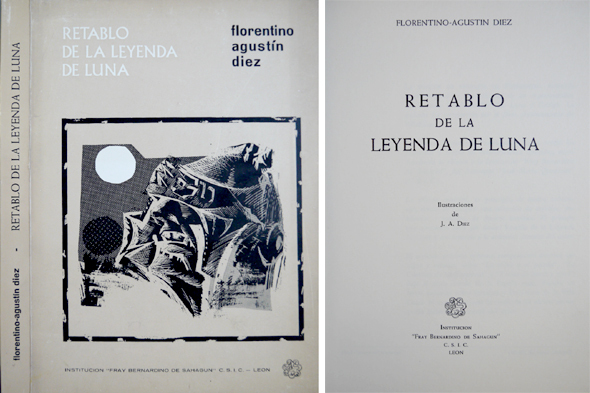 RETABLO DE LA LEYENDA DE LUNA
florentino-agustín diez
RETABLO
DE LA LEYENDA
DE LUNA
florentino
agustín
diez
INSTITUCION "FRAY BERNARDINO DE SAHAGUN" C. S. I. C. – LEON
FLORENTINO-AGUSTIN DIEZ
RETABLO
DE LA
LEYENDA DE LUNA
Ilustraciones
de
J. A. Diez
INSTITUCION
"FRAY BERNARDINO DE SAHAGUN"
C. S. I. C.
LEON